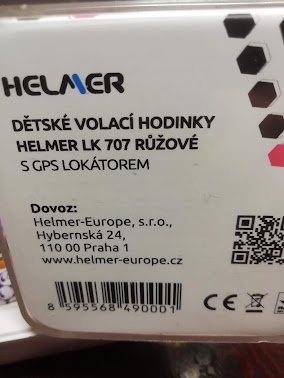 HELMER
DĚTSKÉ VOLACÍ HODINKY
HELMER LK 707 RŮŽOVÉ
S GPS LOKÁTOREM
Dovoz:
Helmer-Europe, s.r.o.,
Hybernská 24,
110 00 Praha 1
www.helmer-europe.cz
8 595568 490001
CE